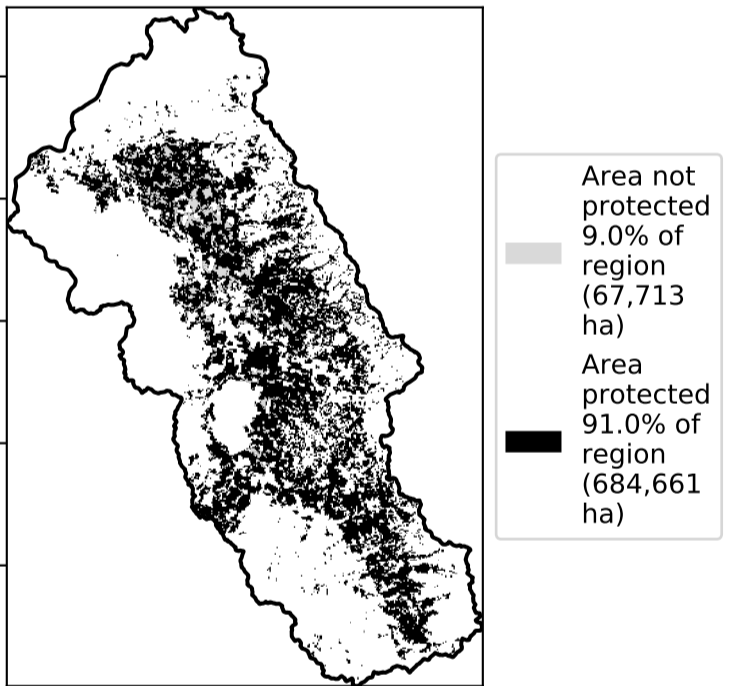 Area not
protected
9.0% of
region
(67,713
ha)
Area
protected
91.0% of
region
(684,661
ha)